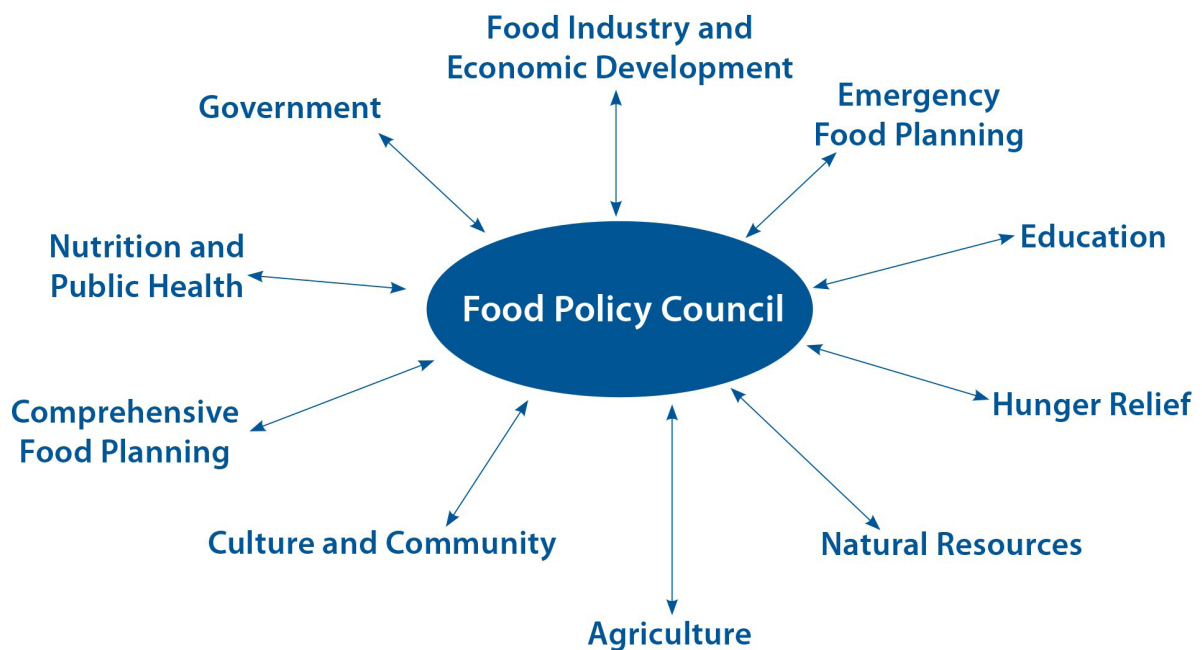 Food Industry and
Economic Development
Emergency
Food Planning
Government
Education
Nutrition and
Public Health
Food Policy Council
Hunger Relief
Comprehensive
Food Planning
Culture and Community
Natural Resources
Agriculture